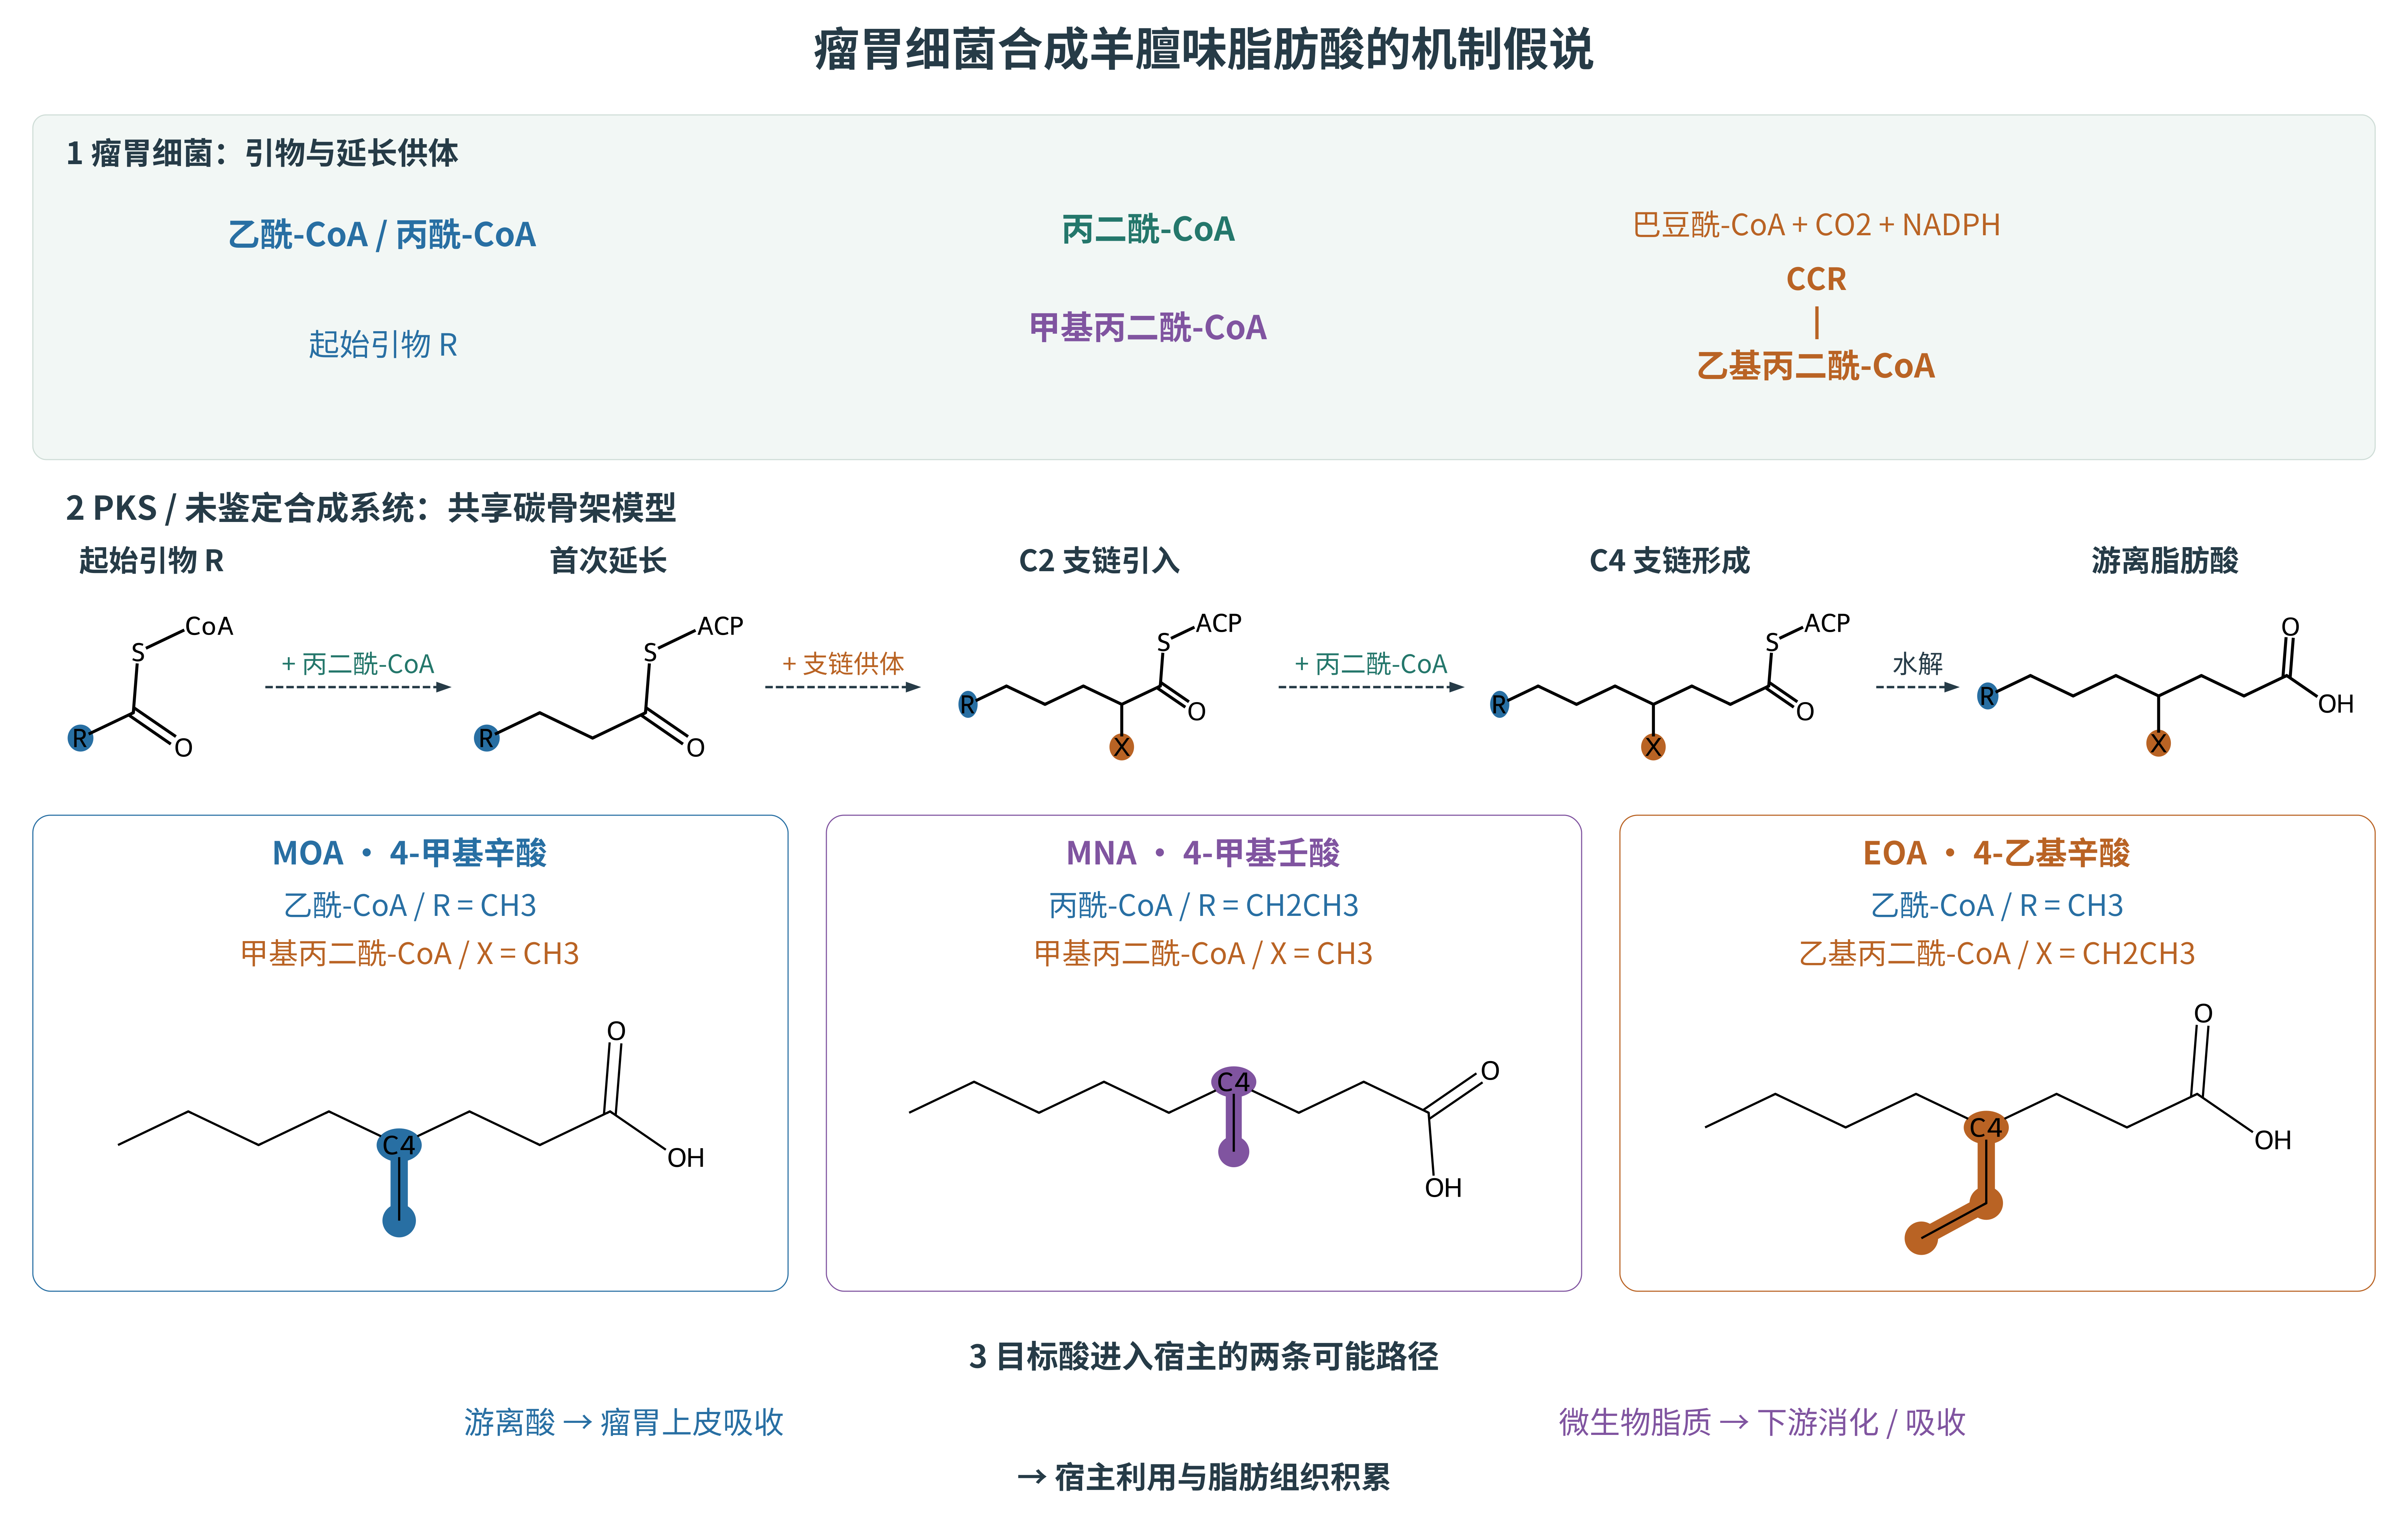 瘤胃细菌合成羊膻味脂肪酸的机制假说
1 瘤胃细菌：引物与延长供体
乙酰-CoA / 丙酰-CoA
起始引物 R
丙二酰-CoA
甲基丙二酰-CoA
巴豆酰-CoA + CO2 + NADPH
CCR
乙基丙二酰-CoA
2 PKS / 未鉴定合成系统：共享碳骨架模型
起始引物 R
首次延长
C2 支链引入
C4 支链形成
游离脂肪酸
CoA
S
R
O
+ 丙二酰-CoA
ACP
S
R
O
+ 支链供体
ACP
S
R
O
X
+ 丙二酰-CoA
ACP
S
R
O
X
水解
O
R
OH
X
MOA · 4-甲基辛酸
乙酰-CoA / R = CH3
甲基丙二酰-CoA / X = CH3
O
C4
OH
MNA · 4-甲基壬酸
丙酰-CoA / R = CH2CH3
甲基丙二酰-CoA / X = CH3
O
C4
OH
EOA · 4-乙基辛酸
乙酰-CoA / R = CH3
乙基丙二酰-CoA / X = CH2CH3
O
C4
OH
3 目标酸进入宿主的两条可能路径
游离酸 → 瘤胃上皮吸收
微生物脂质 → 下游消化 / 吸收
→ 宿主利用与脂肪组织积累